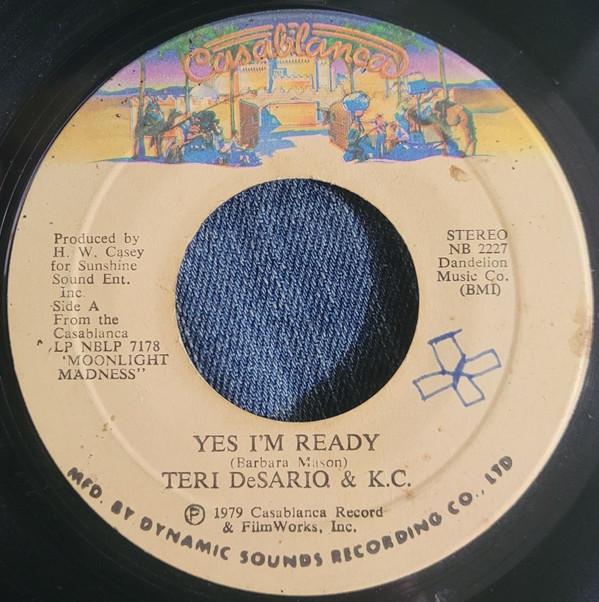 Casablanca
Produced by
H. W. Casey
for Sunshine
Sound Ent.
Inc.
Side A
From the
Casablanca
LP NBLP 7178
'MOONLIGHT
MADNESS"
STEREO
NB 2227
Dandelion
Music Co.
(BMI)
YES I'M READY
(Barbara Mason)
TERI DeSARIO & K.C.
℗ 1979 Casablanca Record
& FilmWorks, Inc.
MFD. BY DYNAMIC SOUNDS RECORDING CO., LTD